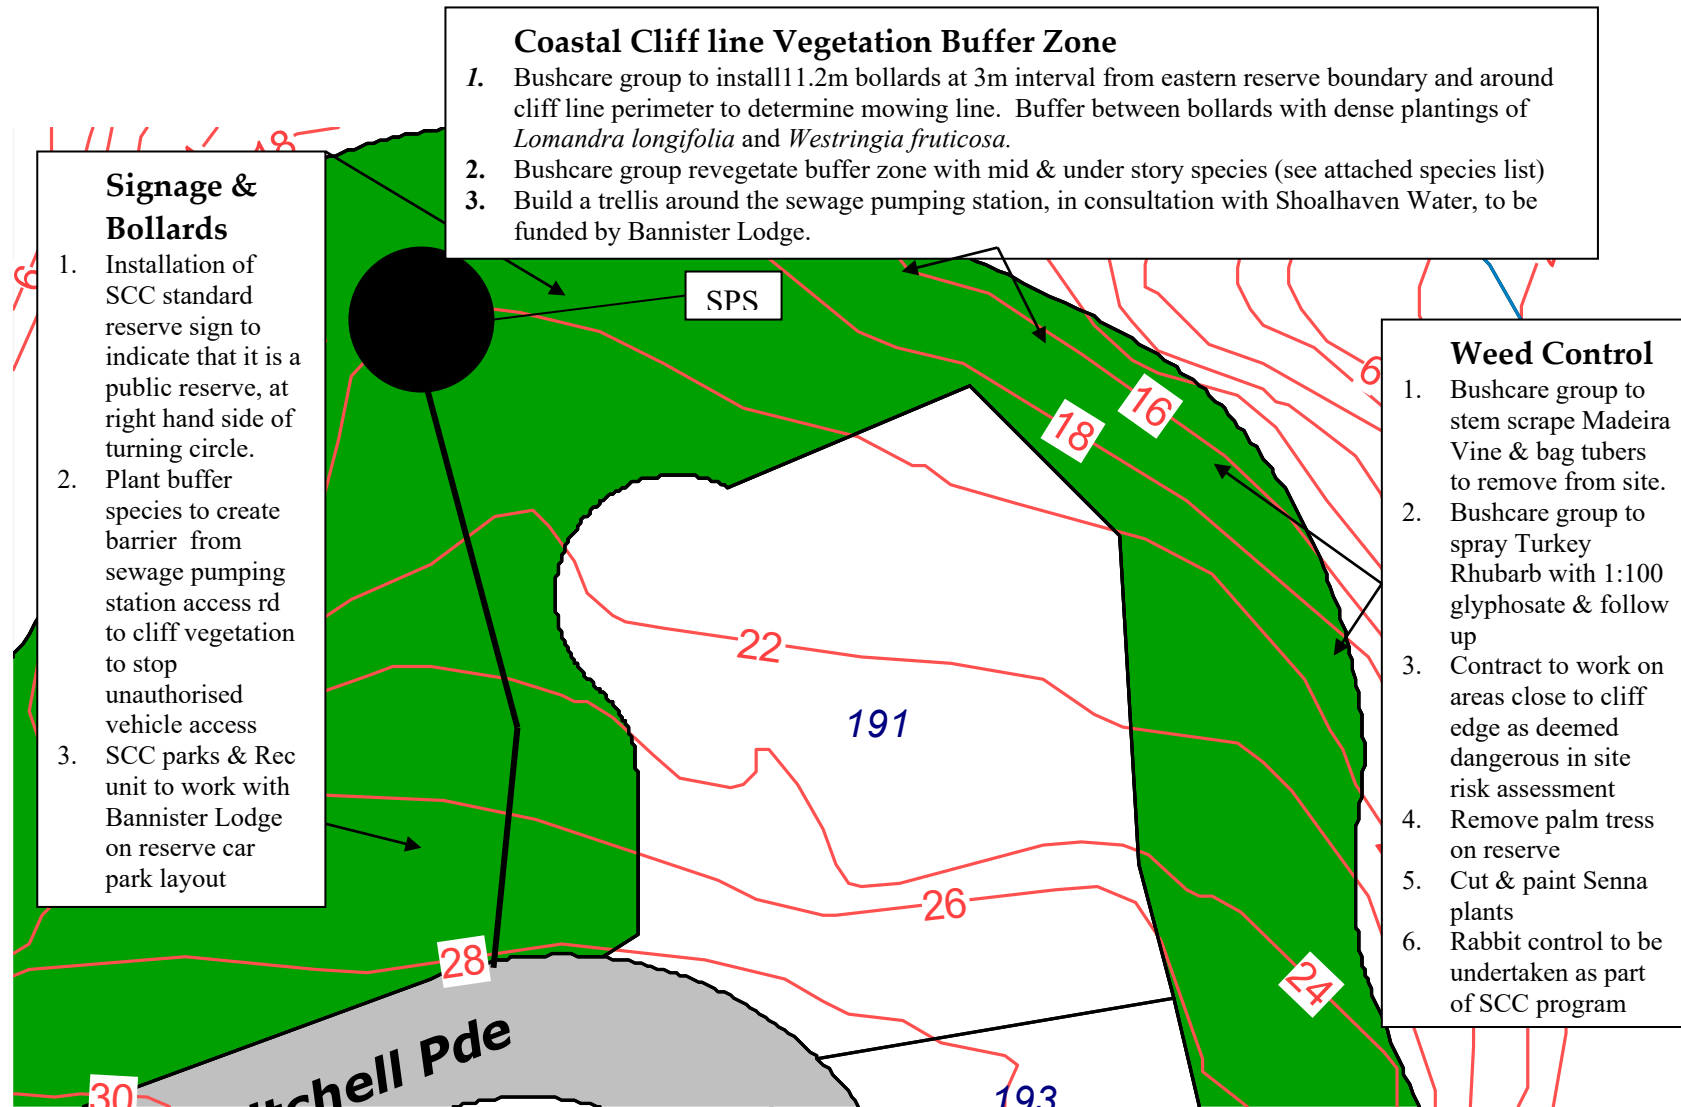 Coastal Cliff line Vegetation Buffer Zone
1. Bushcare group to install11.2m bollards at 3m interval from eastern reserve boundary and around
cliff line perimeter to determine mowing line. Buffer between bollards with dense plantings of
Lomandra longifolia and Westringia fruticosa.
2. Bushcare group revegetate buffer zone with mid & under story species (see attached species list)
3. Build a trellis around the sewage pumping station, in consultation with Shoalhaven Water, to be
funded by Bannister Lodge.
Signage &
Bollards
1. Installation of
SCC standard
reserve sign to
indicate that it is a
public reserve, at
right hand side of
turning circle.
2. Plant buffer
species to create
barrier from
sewage pumping
station access rd
to cliff vegetation
to stop
unauthorised
vehicle access
3. SCC parks & Rec
unit to work with
Bannister Lodge
on reserve car
park layout
SPS
Weed Control
1. Bushcare group to
stem scrape Madeira
Vine & bag tubers
to remove from site.
2. Bushcare group to
spray Turkey
Rhubarb with 1:100
glyphosate & follow
up
3. Contract to work on
areas close to cliff
edge as deemed
dangerous in site
risk assessment
4. Remove palm tress
on reserve
5. Cut & paint Senna
plants
6. Rabbit control to be
undertaken as part
of SCC program
18
6
6
16
18
22
191
26
28
24
30
itchell Pde
193